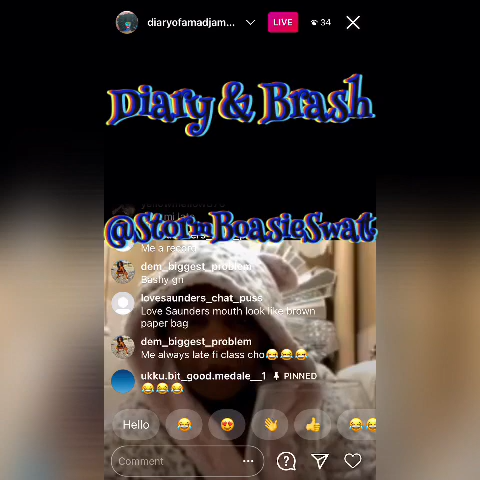 diaryofamadjam...
LIVE
34
Diary & Brash
@StormBoasieSwat
Me a record
dem_biggest_problem
Bashy gri
lovesaunders_chat_puss
Love Saunders mouth look like brown
paper bag
dem_biggest_problem
Me always late fi class cho😂😂😂
ukku.bit_good.medale__1 PINNED
😂😂😂
Hello 😂 😍 👋 👍 😂😂
Comment